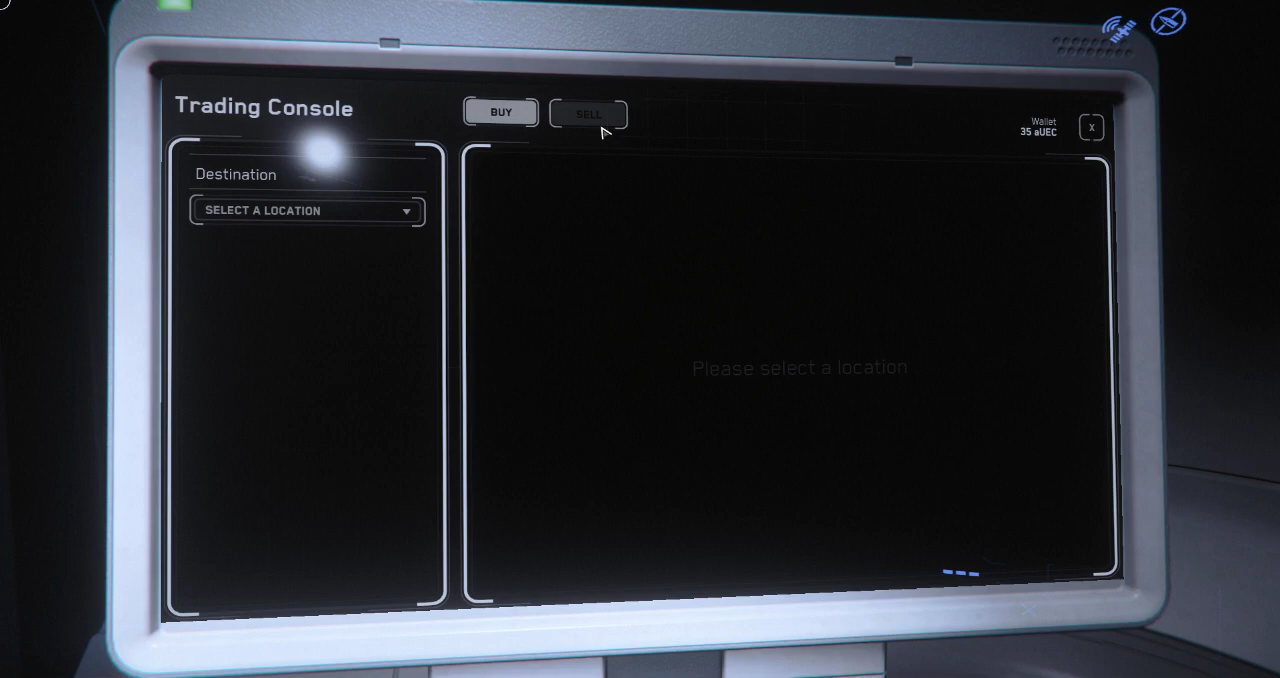 Trading Console
BUY
SELL
Wallet
35 aUEC
X
Destination
SELECT A LOCATION
Please select a location